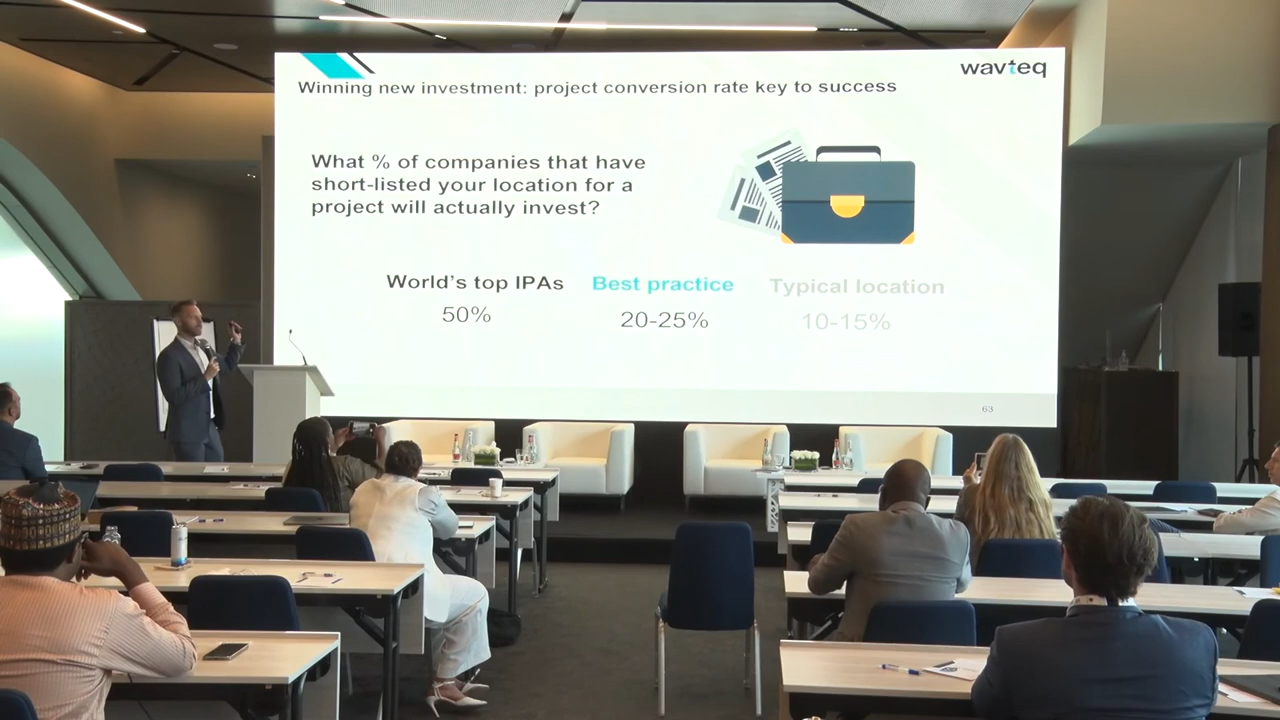 wavteq
Winning new investment: project conversion rate key to success
What % of companies that have
short-listed your location for a
project will actually invest?
World's top IPAs
Best practice
Typical location
50%
20-25%
10-15%
63